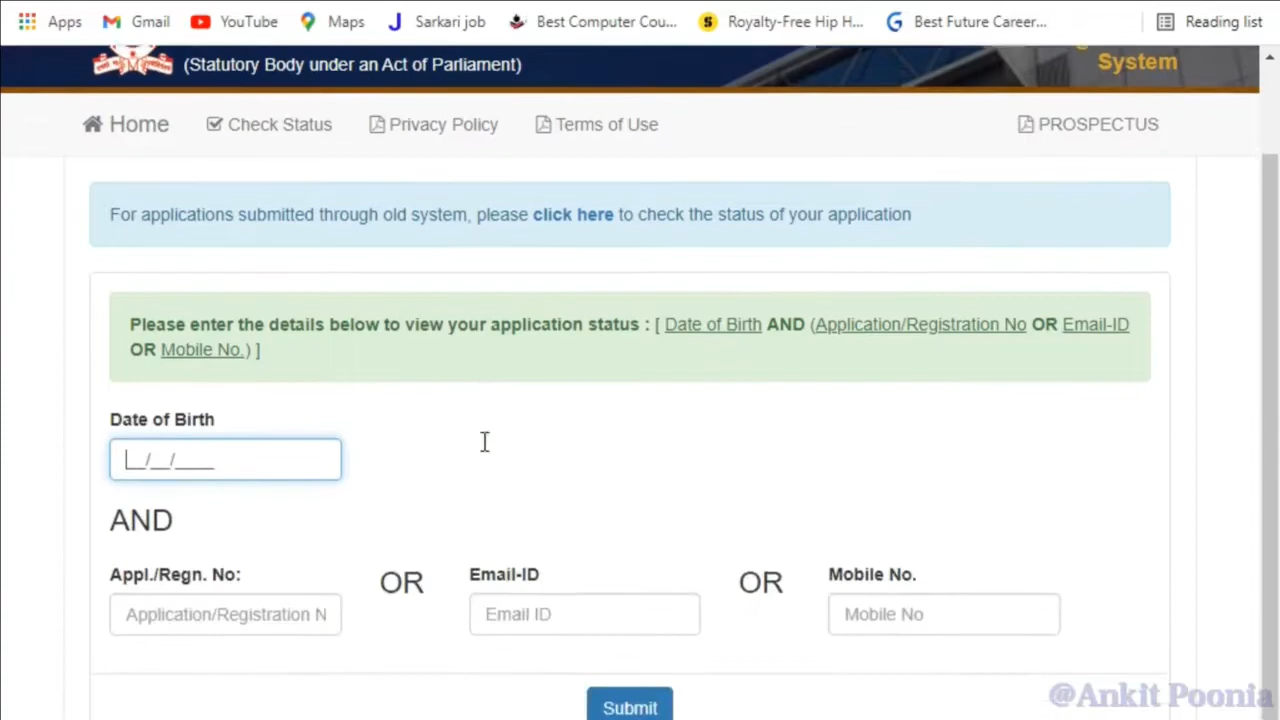 Apps Gmail YouTube Maps Sarkari job Best Computer Cou... Royalty-Free Hip H... Best Future Career... Reading list
(Statutory Body under an Act of Parliament)
System
Home Check Status Privacy Policy Terms of Use PROSPECTUS
For applications submitted through old system, please click here to check the status of your application
Please enter the details below to view your application status : [ Date of Birth AND (Application/Registration No OR Email-ID
OR Mobile No.) ]
Date of Birth
__/__/____
AND
Appl./Regn. No: OR Email-ID OR Mobile No.
Application/Registration N Email ID Mobile No
Submit
@Ankit Poonia